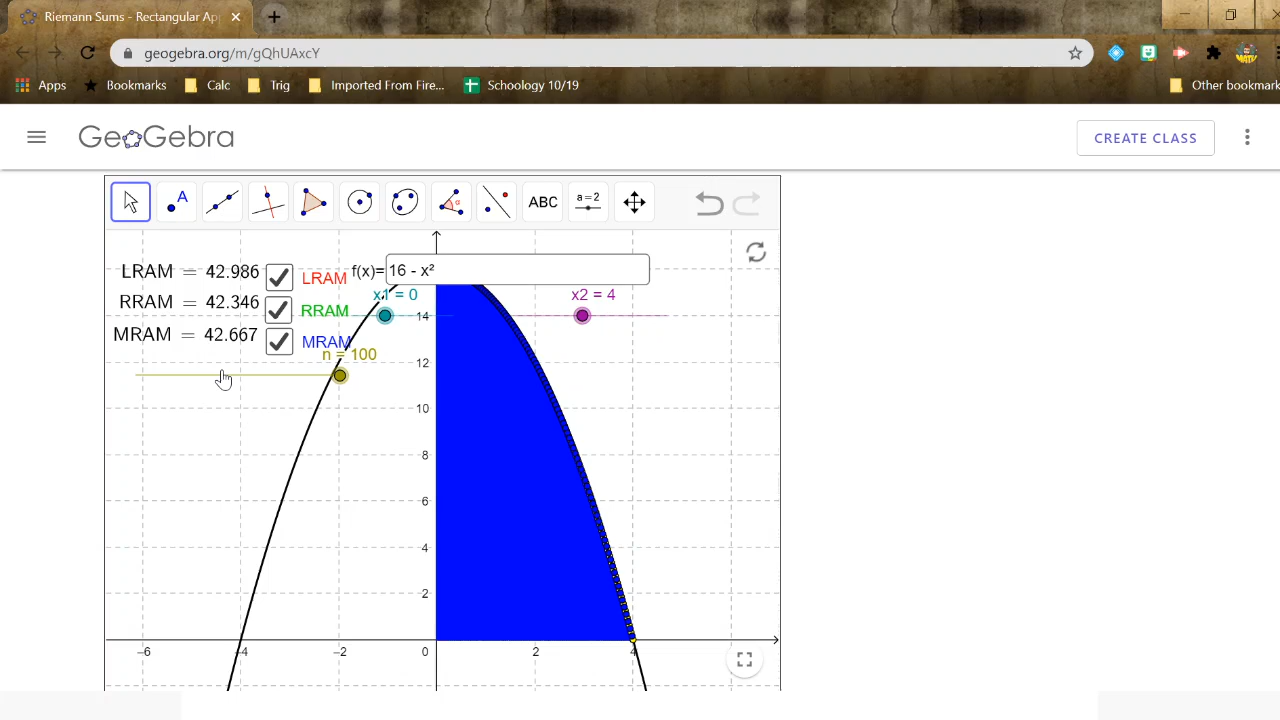 Riemann Sums - Rectangular Ap
geogebra.org/m/gQhUAxcY
Apps Bookmarks Calc Trig Imported From Fire... Schoology 10/19 Other bookmark
GeoGebra CREATE CLASS
A α ABC a=2
LRAM = 42.986 LRAM f(x)= 16 - x²
RRAM = 42.346 RRAM x1 = 0 x2 = 4
MRAM = 42.667 MRAM
n = 100
14
12
10
8
6
4
2
-6 -4 -2 0 2 4